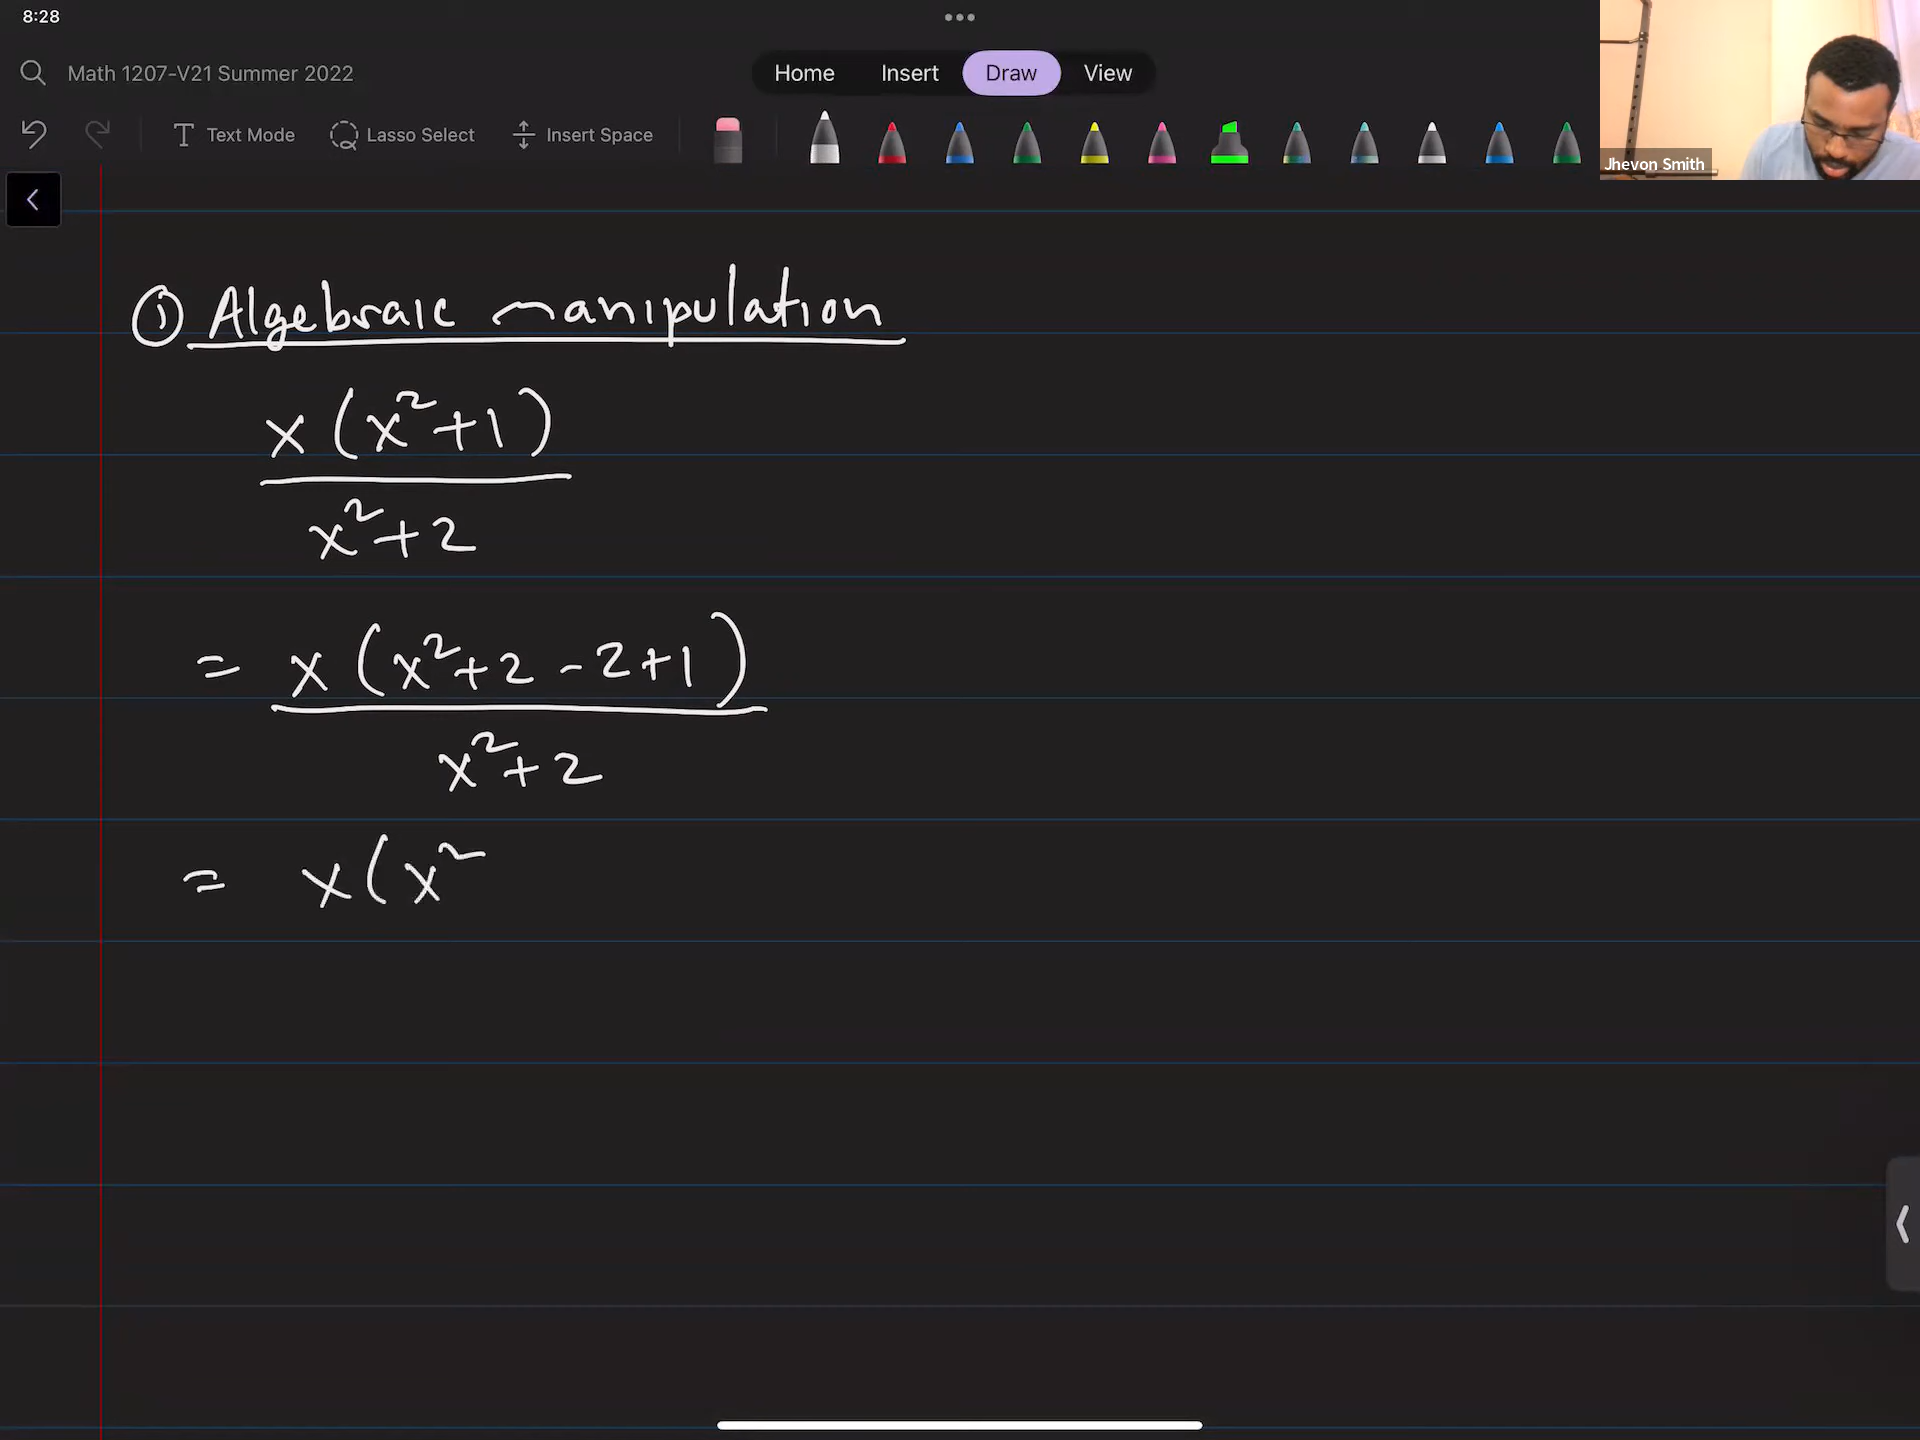 8:28
Math 1207-V21 Summer 2022
Home Insert Draw View
Text Mode Lasso Select Insert Space
Jhevon Smith
① Algebraic manipulation
x(x²+1)
x²+2
= x(x²+2-2+1)
x²+2
= x(x²